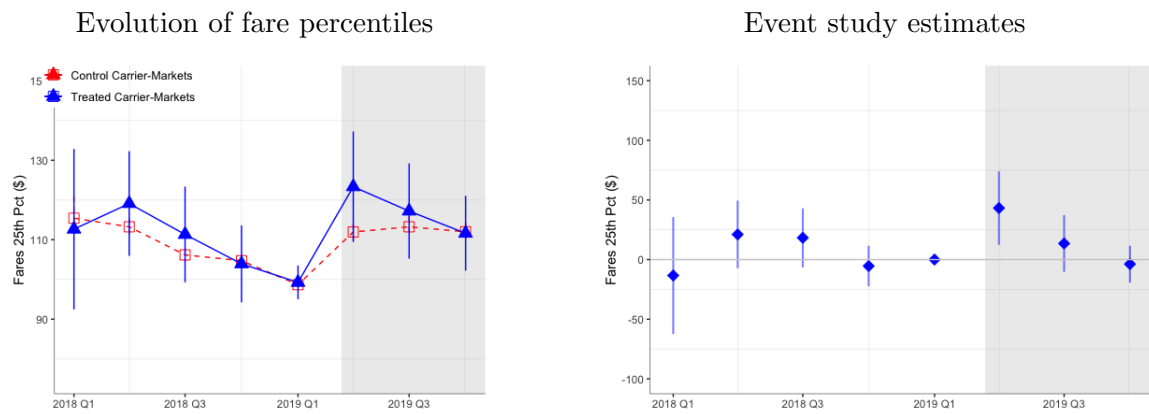 Evolution of fare percentiles
Event study estimates
15
Control Carrier-Markets
Treated Carrier-Markets
130
110
90
Fares 25th Pct ($)
2018 Q1
2018 Q3
2019 Q1
2019 Q3
150
100
50
0
-50
-100
Fares 25th Pct ($)
2018 Q1
2018 Q3
2019 Q1
2019 Q3